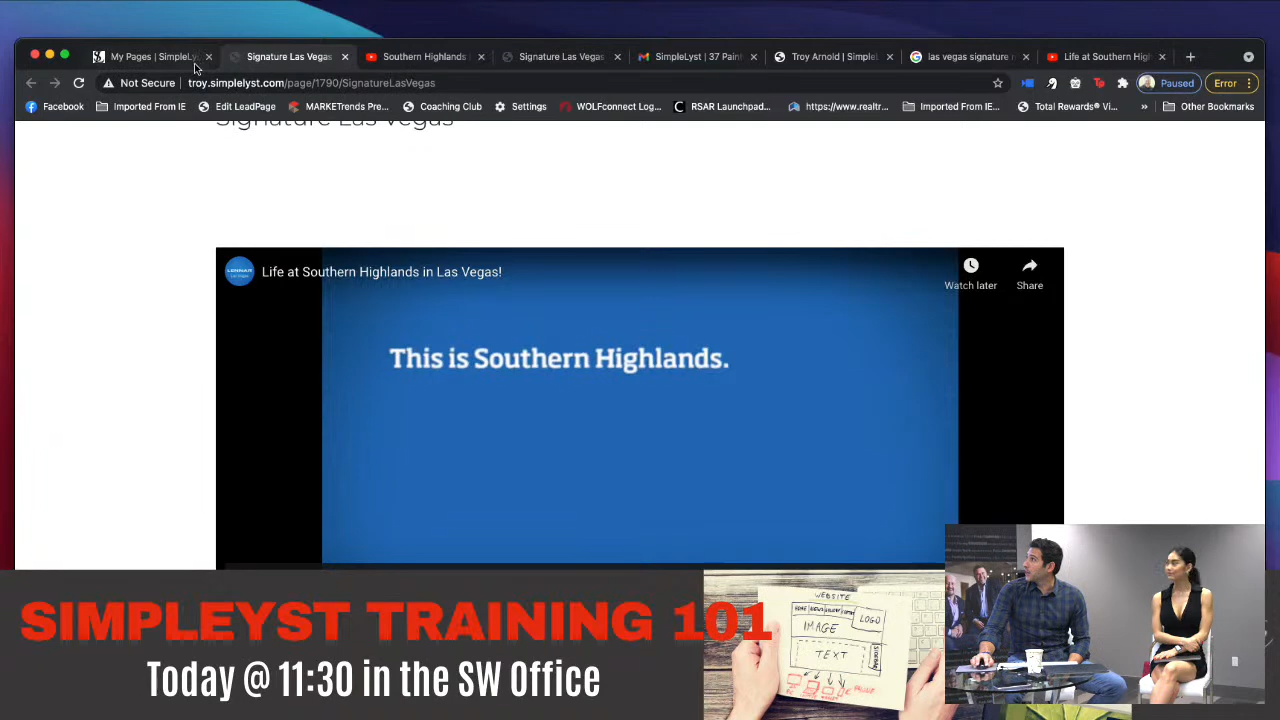 My Pages | SimpleLy
Signature Las Vegas
Southern Highlands
Signature Las Vegas
SimpleLyst | 37 Pain
Troy Arnold | Simpl
las vegas signature
Life at Southern High
Not Secure
troy.simplelyst.com/page/1790/SignatureLasVegas
Paused
Error
Facebook
Imported From IE
Edit LeadPage
MARKETrends Pre...
Coaching Club
Settings
WOLFconnect Log...
RSAR Launchpad...
https://www.realtr...
Imported From IE...
Total Rewards® Vi...
»
Other Bookmarks
Signature Las Vegas
LENNAR
Life at Southern Highlands in Las Vegas!
Watch later
Share
This is Southern Highlands.
SIMPLEYST TRAINING 101
Today @ 11:30 in the SW Office
WEBSITE
LOGO
IMAGE
TEXT